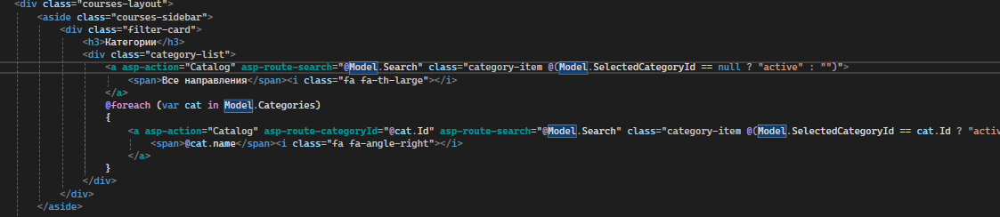 <div class="courses-layout">
<aside class="courses-sidebar">
<div class="filter-card">
<h3>Категории</h3>
<div class="category-list">
<a asp-action="Catalog" asp-route-search="@Model.Search" class="category-item @(Model.SelectedCategoryId == null ? "active" : "")">
<span>Все направления</span><i class="fa fa-th-large"></i>
</a>
@foreach (var cat in Model.Categories)
{
<a asp-action="Catalog" asp-route-categoryId="@cat.Id" asp-route-search="@Model.Search" class="category-item @(Model.SelectedCategoryId == cat.Id ? "active
<span>@cat.name</span><i class="fa fa-angle-right"></i>
</a>
}
</div>
</div>
</aside>